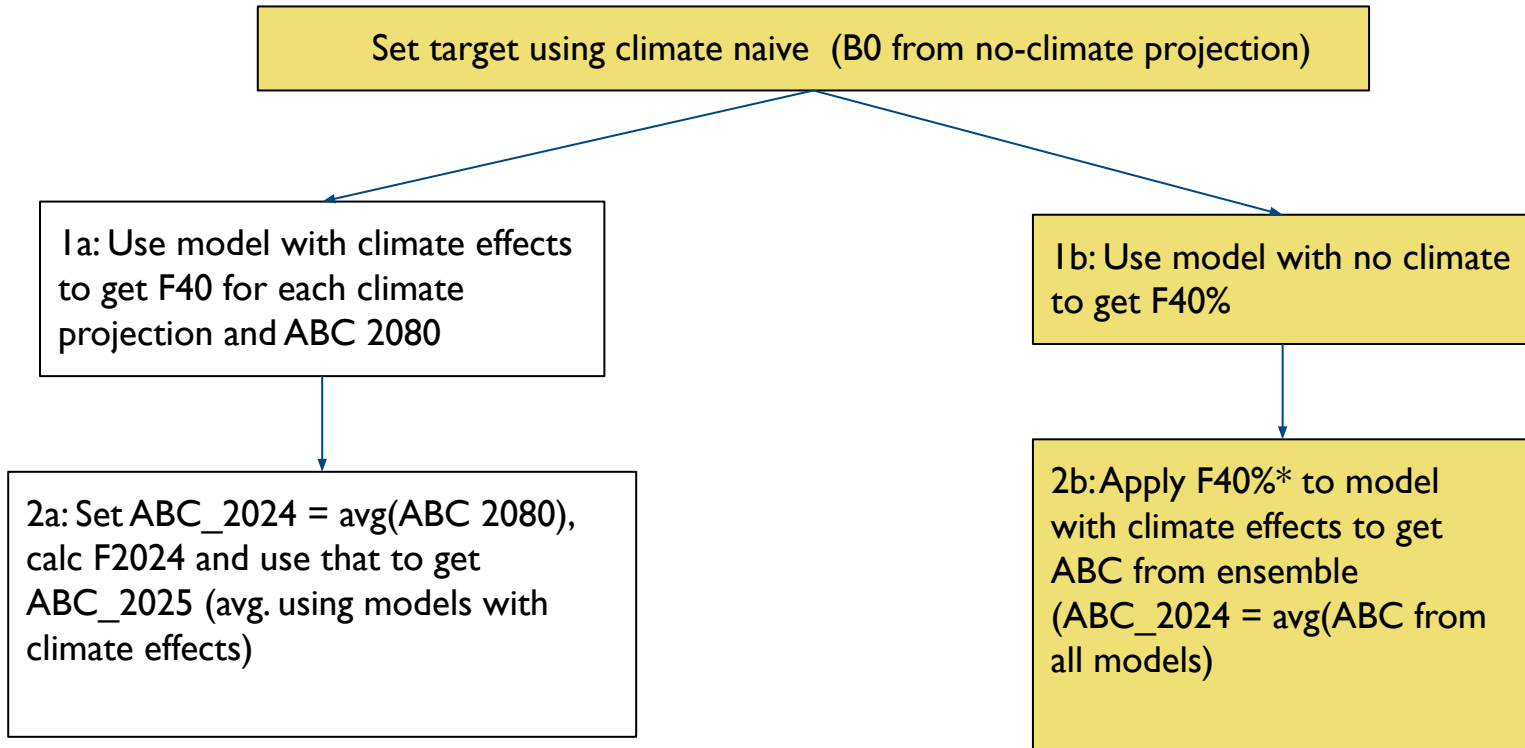 Set target using climate naive (B0 from no-climate projection)
1a: Use model with climate effects
to get F40 for each climate
projection and ABC 2080
1b: Use model with no climate
to get F40%
2a: Set ABC_2024 = avg(ABC 2080),
calc F2024 and use that to get
ABC_2025 (avg. using models with
climate effects)
2b: Apply F40%* to model
with climate effects to get
ABC from ensemble
(ABC_2024 = avg(ABC from
all models)